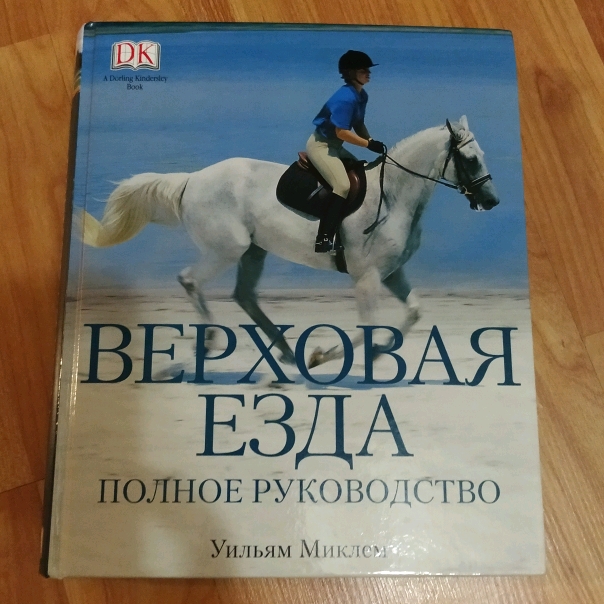 DK
A Dorling Kindersley
Book
ВЕРХОВАЯ
ЕЗДА
ПОЛНОЕ РУКОВОДСТВО
Уильям Миклем